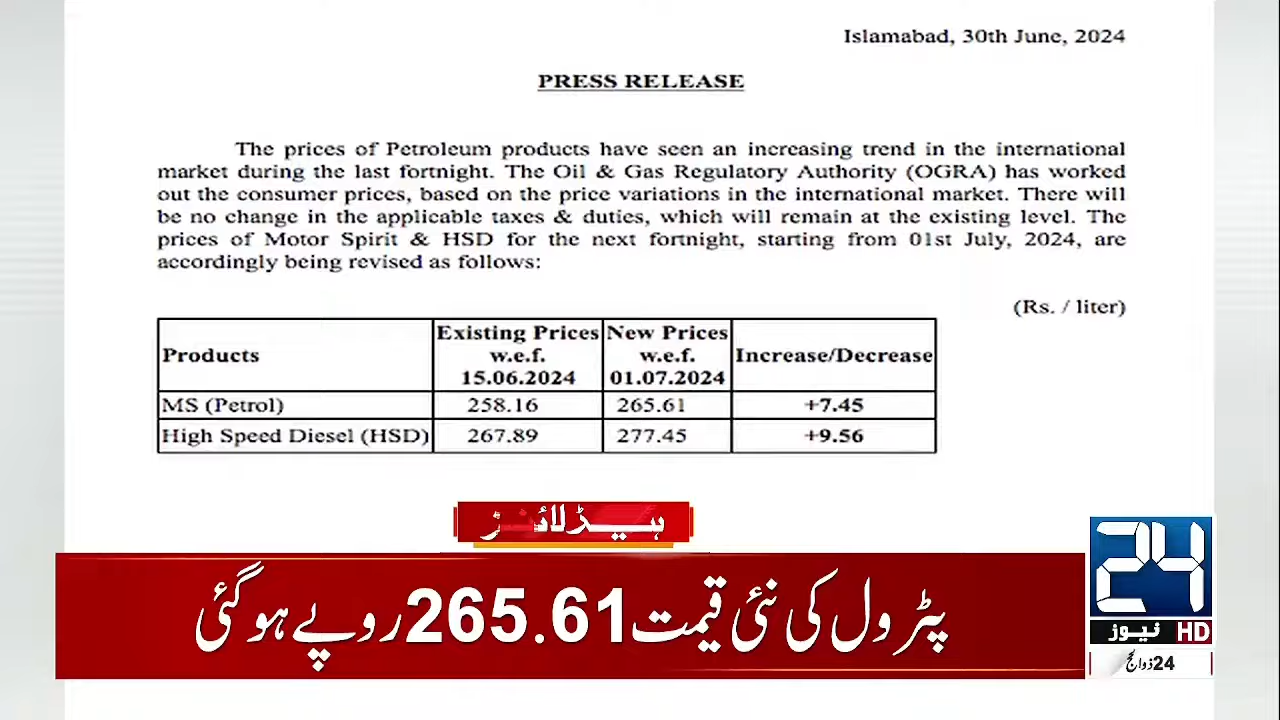 Islamabad, 30th June, 2024
PRESS RELEASE
The prices of Petroleum products have seen an increasing trend in the international
market during the last fortnight. The Oil & Gas Regulatory Authority (OGRA) has worked
out the consumer prices, based on the price variations in the international market. There will
be no change in the applicable taxes & duties, which will remain at the existing level. The
prices of Motor Spirit & HSD for the next fortnight, starting from 01st July, 2024, are
accordingly being revised as follows:
(Rs. / liter)
Products Existing Prices w.e.f. 15.06.2024 New Prices w.e.f. 01.07.2024 Increase/Decrease
MS (Petrol) 258.16 265.61 +7.45
High Speed Diesel (HSD) 267.89 277.45 +9.56
ہیڈلائنز
پٹرول کی نئی قیمت 265.61 روپے ہوگئی
24
نیوز HD
24 ذوالحج